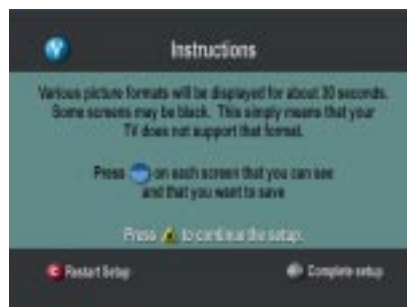 Instructions
Various picture formats will be displayed for about 30 seconds.
Some screens may be black. This simply means that your
TV does not support that format.
Press on each screen that you can see
and that you want to save
Press A to continue the setup.
C Restart Setup
Complete setup